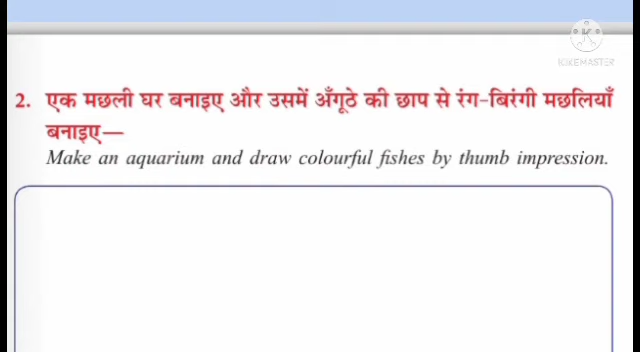 KINEMASTER
2. एक मछली घर बनाइए और उसमें अँगूठे की छाप से रंग-बिरंगी मछलियाँ
बनाइए—
Make an aquarium and draw colourful fishes by thumb impression.